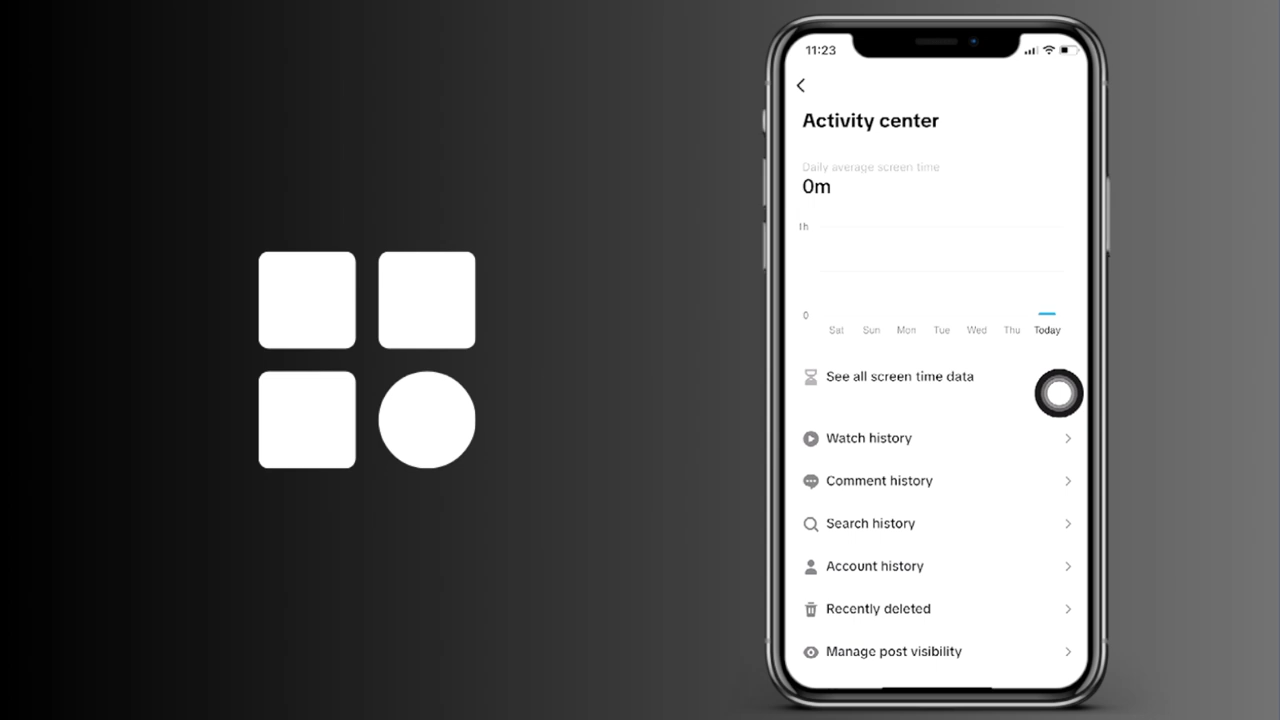 11:23
Activity center
Daily average screen time
0m
1h
0
Sat Sun Mon Tue Wed Thu Today
See all screen time data
Watch history
Comment history
Search history
Account history
Recently deleted
Manage post visibility